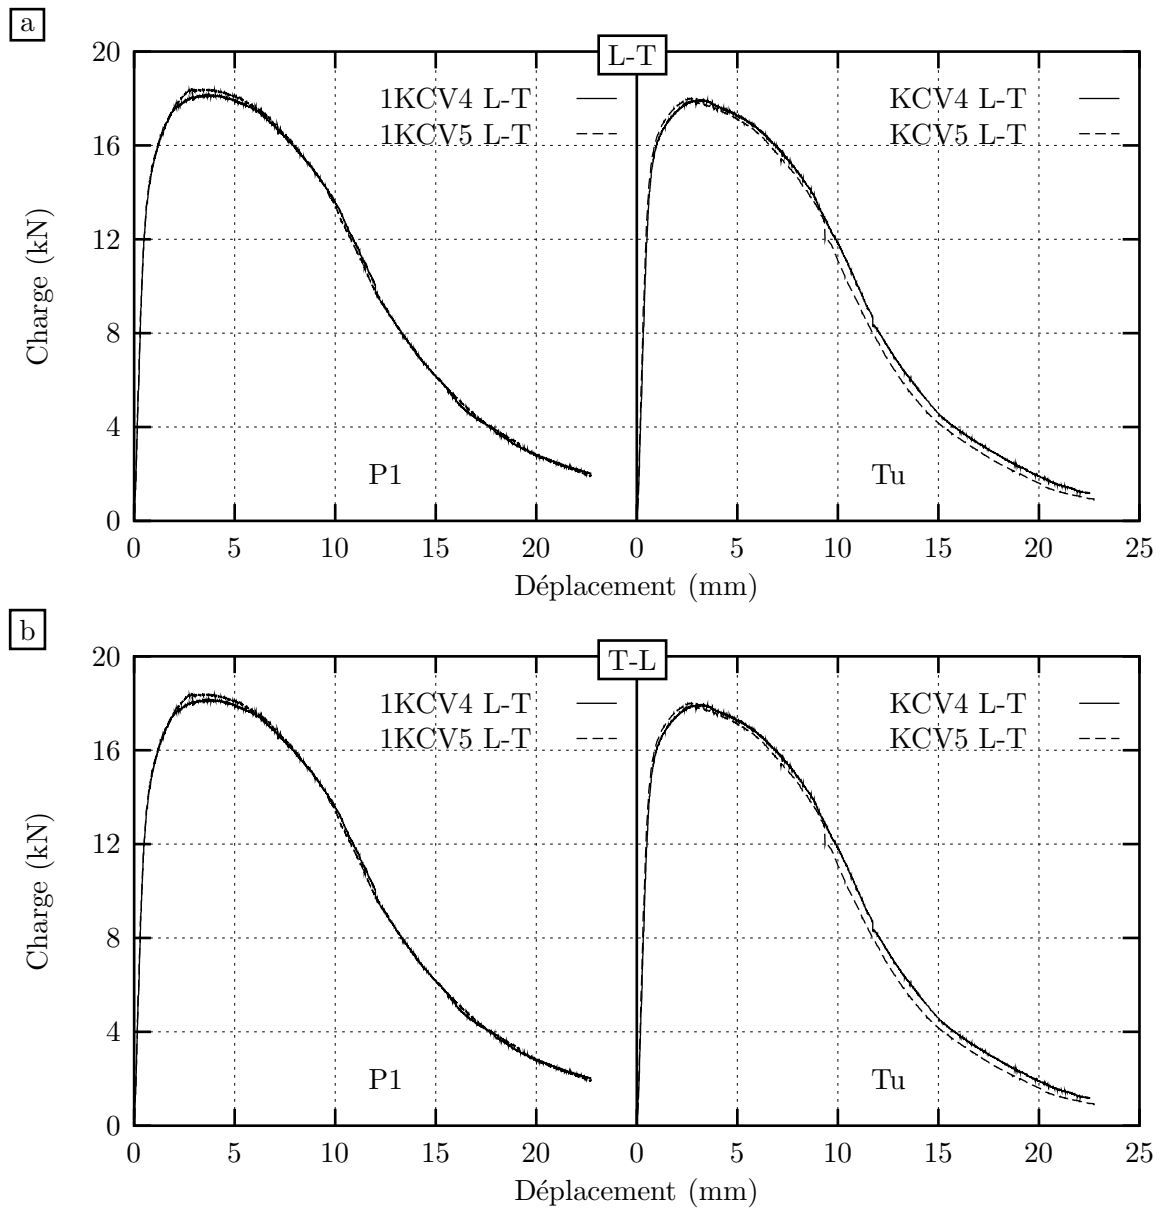 a
L-T
20
16
12
8
4
0
Charge (kN)
1KCV4 L-T
1KCV5 L-T
P1
KCV4 L-T
KCV5 L-T
Tu
0 5 10 15 20 0 5 10 15 20 25
Déplacement (mm)
b
T-L
20
16
12
8
4
0
Charge (kN)
1KCV4 L-T
1KCV5 L-T
P1
KCV4 L-T
KCV5 L-T
Tu
0 5 10 15 20 0 5 10 15 20 25
Déplacement (mm)